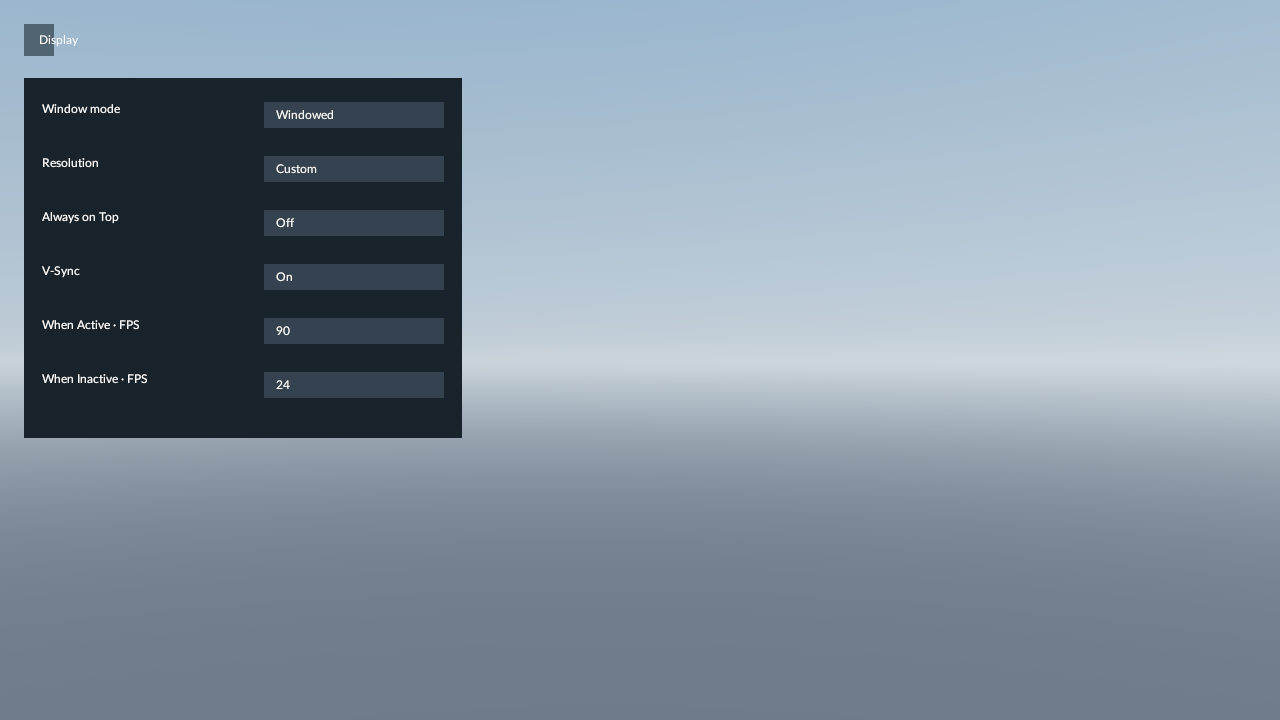 Display
Window mode
Windowed
Resolution
Custom
Always on Top
Off
V-Sync
On
When Active · FPS
90
When Inactive · FPS
24